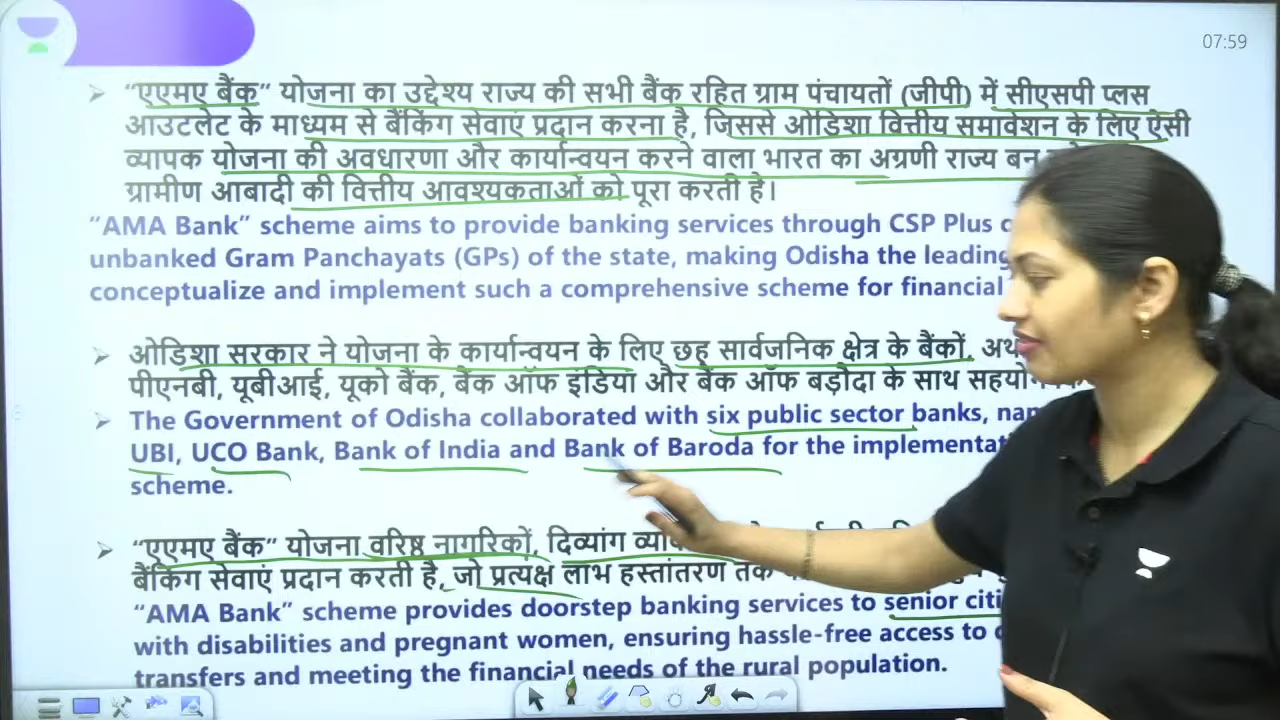 07:59
“एएमए बैंक” योजना का उद्देश्य राज्य की सभी बैंक रहित ग्राम पंचायतों (जीपी) में सीएसपी प्लस
आउटलेट के माध्यम से बैंकिंग सेवाएं प्रदान करना है, जिससे ओडिशा वित्तीय समावेशन के लिए ऐसी
व्यापक योजना की अवधारणा और कार्यान्वयन करने वाला भारत का अग्रणी राज्य बन
ग्रामीण आबादी की वित्तीय आवश्यकताओं को पूरा करती है।
“AMA Bank” scheme aims to provide banking services through CSP Plus
unbanked Gram Panchayats (GPs) of the state, making Odisha the leading
conceptualize and implement such a comprehensive scheme for financial
ओडिशा सरकार ने योजना के कार्यान्वयन के लिए छह सार्वजनिक क्षेत्र के बैंकों,
पीएनबी, यूबीआई, यूको बैंक, बैंक ऑफ इंडिया और बैंक ऑफ बड़ौदा के साथ
The Government of Odisha collaborated with six public sector banks,
UBI, UCO Bank, Bank of India and Bank of Baroda for the
scheme.
“एएमए बैंक” योजना वरिष्ठ नागरिकों, दिव्यांग
बैंकिंग सेवाएं प्रदान करती है, जो प्रत्यक्ष लाभ हस्तांतरण तक
“AMA Bank” scheme provides doorstep banking services to senior
with disabilities and pregnant women, ensuring hassle-free access to
transfers and meeting the financial needs of the rural population.